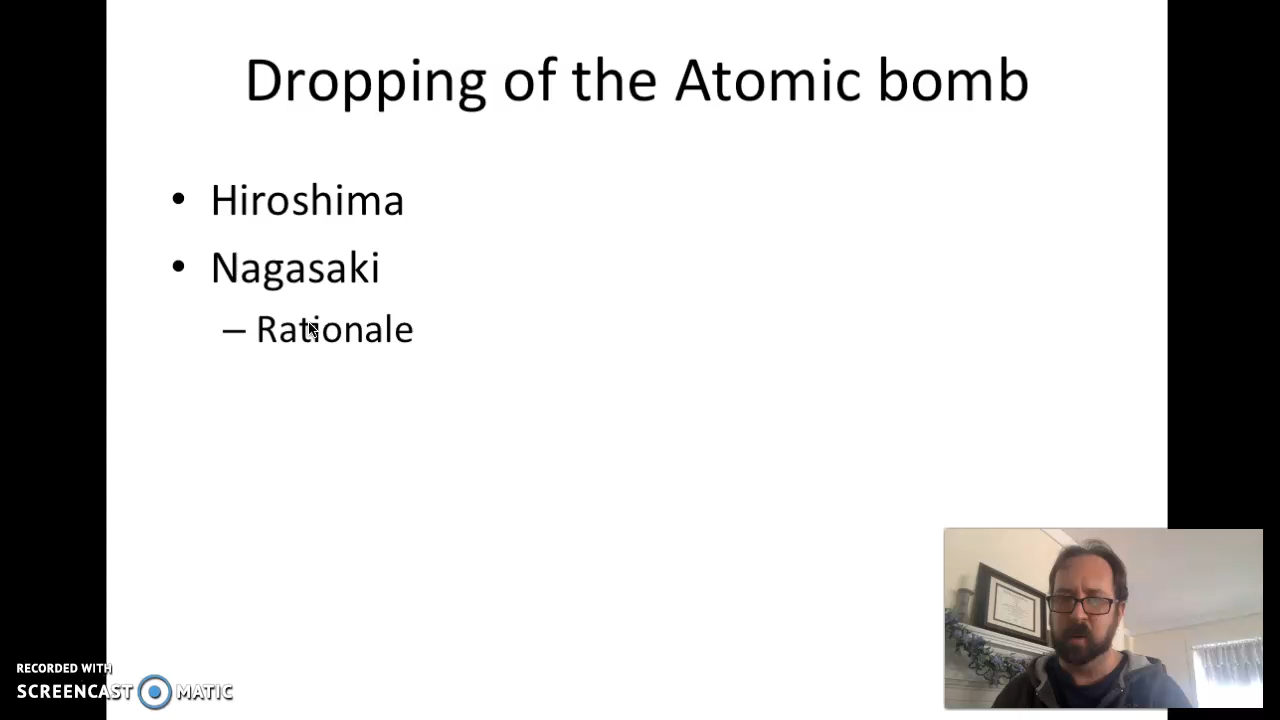 Dropping of the Atomic bomb
• Hiroshima
• Nagasaki
– Rationale
RECORDED WITH
SCREENCAST MATIC